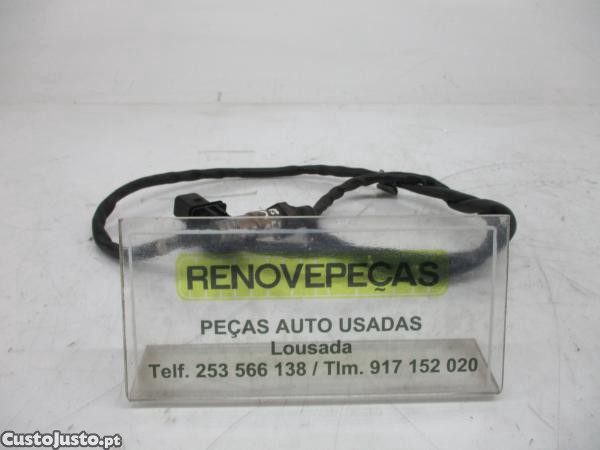 RENOVEPEÇAS
PEÇAS AUTO USADAS
Lousada
Telf. 253 566 138 / Tlm. 917 152 020
CustoJusto.pt